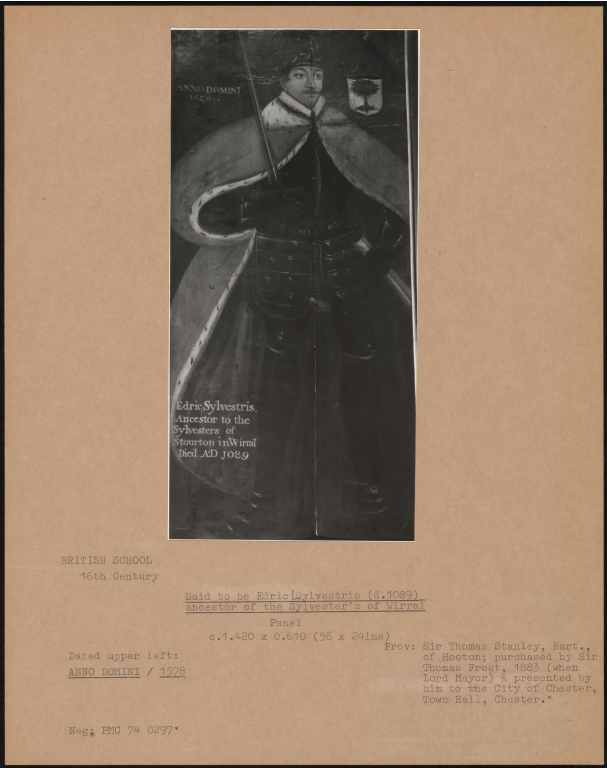 ANNO DOMINI
1578
Edric Sylvestris.
Ancestor to the
Sylvesters of
Stourton in Wirral
Died A:D 1089
BRITISH SCHOOL
16th Century
Said to be Edric Sylvestris (d.1089)
ancestor of the Sylvester's of Wirral
Panel
c.1.420 x 0.610 (56 x 24ins)
Dated upper left:
ANNO DOMINI / 1578
Prov: Sir Thomas Stanley, Bart.,
of Hooton; purchased by Sir
Thomas Frost, 1883 (when
Lord Mayor) & presented by
him to the City of Chester,
Town Hall, Chester.*
Neg: PMC 74 0297*